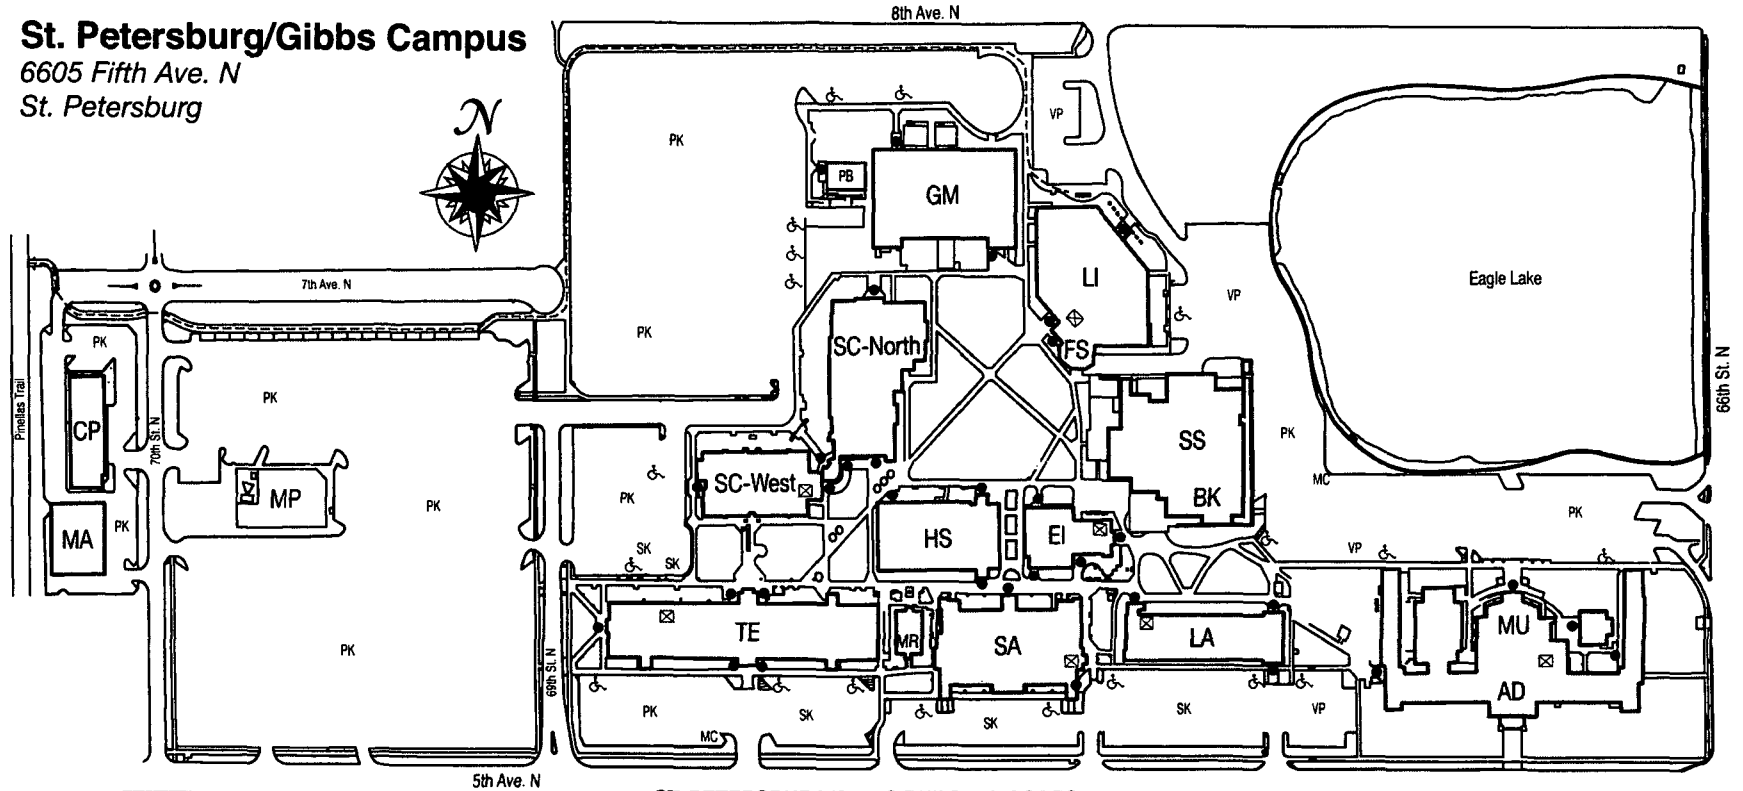 8th Ave. N
St. Petersburg/Gibbs Campus
6605 Fifth Ave. N
St. Petersburg
N
PK
VP
PB
GM
LI
Eagle Lake
VP
7th Ave. N
PK
PK
SC-North
FS
Pinellas Trail
CP
70th St. N
PK
66th St. N
SS
PK
SC-West
MP
PK
PK
BK
MC
PK
MA
PK
HS
EI
SK
SK
VP
TE
MR
SA
LA
MU
PK
69th St. N
AD
PK
SK
SK
SK
VP
MC
5th Ave. N